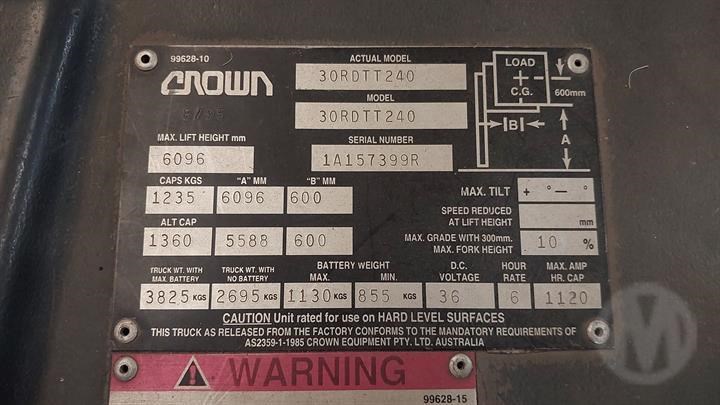 99628-10
CROWN
5/95
ACTUAL MODEL
30RDTT240
MODEL
30RDTT240
LOAD
C.G.
600mm
B
A
MAX. LIFT HEIGHT mm
6096
SERIAL NUMBER
1A157399R
CAPS KGS "A" MM "B" MM
1235 6096 600
ALT CAP
1360 5588 600
MAX. TILT + ° — °
SPEED REDUCED
AT LIFT HEIGHT mm
MAX. GRADE WITH 300mm.
MAX. FORK HEIGHT 10 %
TRUCK WT. WITH MAX. BATTERY
TRUCK WT. WITH NO BATTERY
BATTERY WEIGHT
MAX. MIN.
D.C. VOLTAGE
HOUR RATE
MAX. AMP HR. CAP
3825 KGS 2695 KGS 1130 KGS 855 KGS 36 6 1120
CAUTION Unit rated for use on HARD LEVEL SURFACES
THIS TRUCK AS RELEASED FROM THE FACTORY CONFORMS TO THE MANDATORY REQUIREMENTS OF
AS2359-1-1985 CROWN EQUIPMENT PTY. LTD. AUSTRALIA
WARNING
99628-15